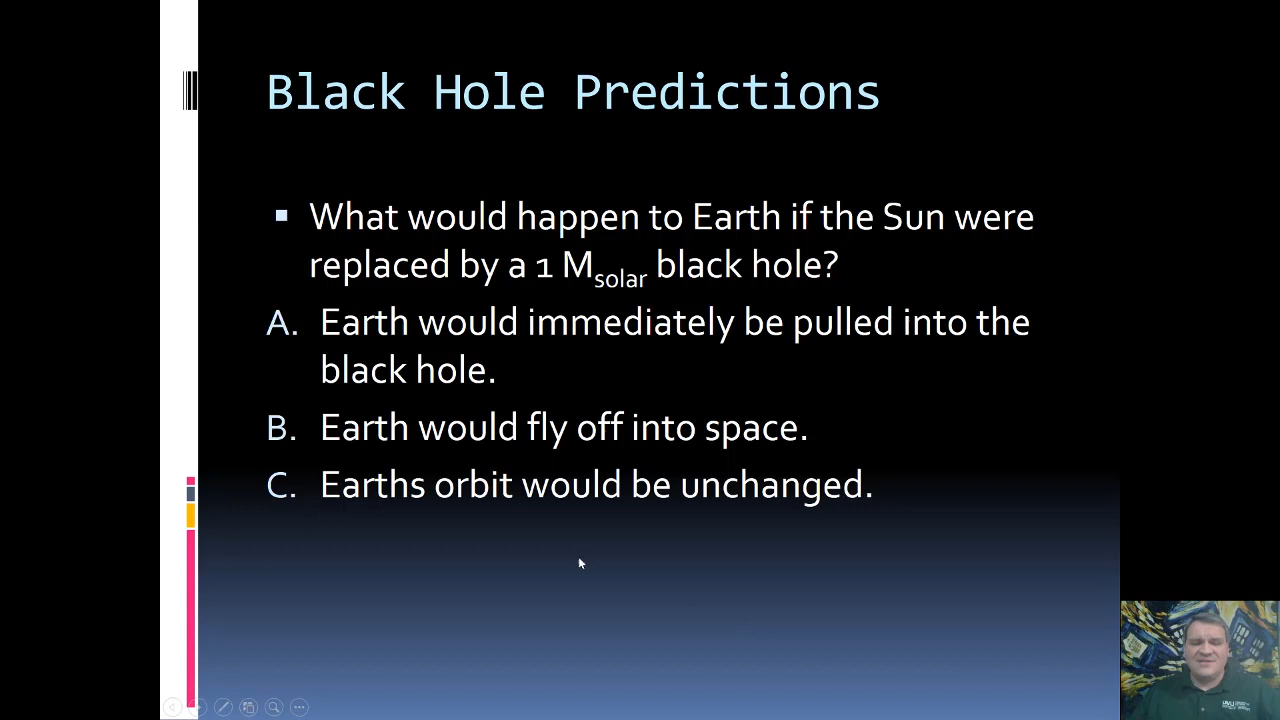 Black Hole Predictions
What would happen to Earth if the Sun were
replaced by a 1 Msolar black hole?
A. Earth would immediately be pulled into the
black hole.
B. Earth would fly off into space.
C. Earths orbit would be unchanged.
UVU